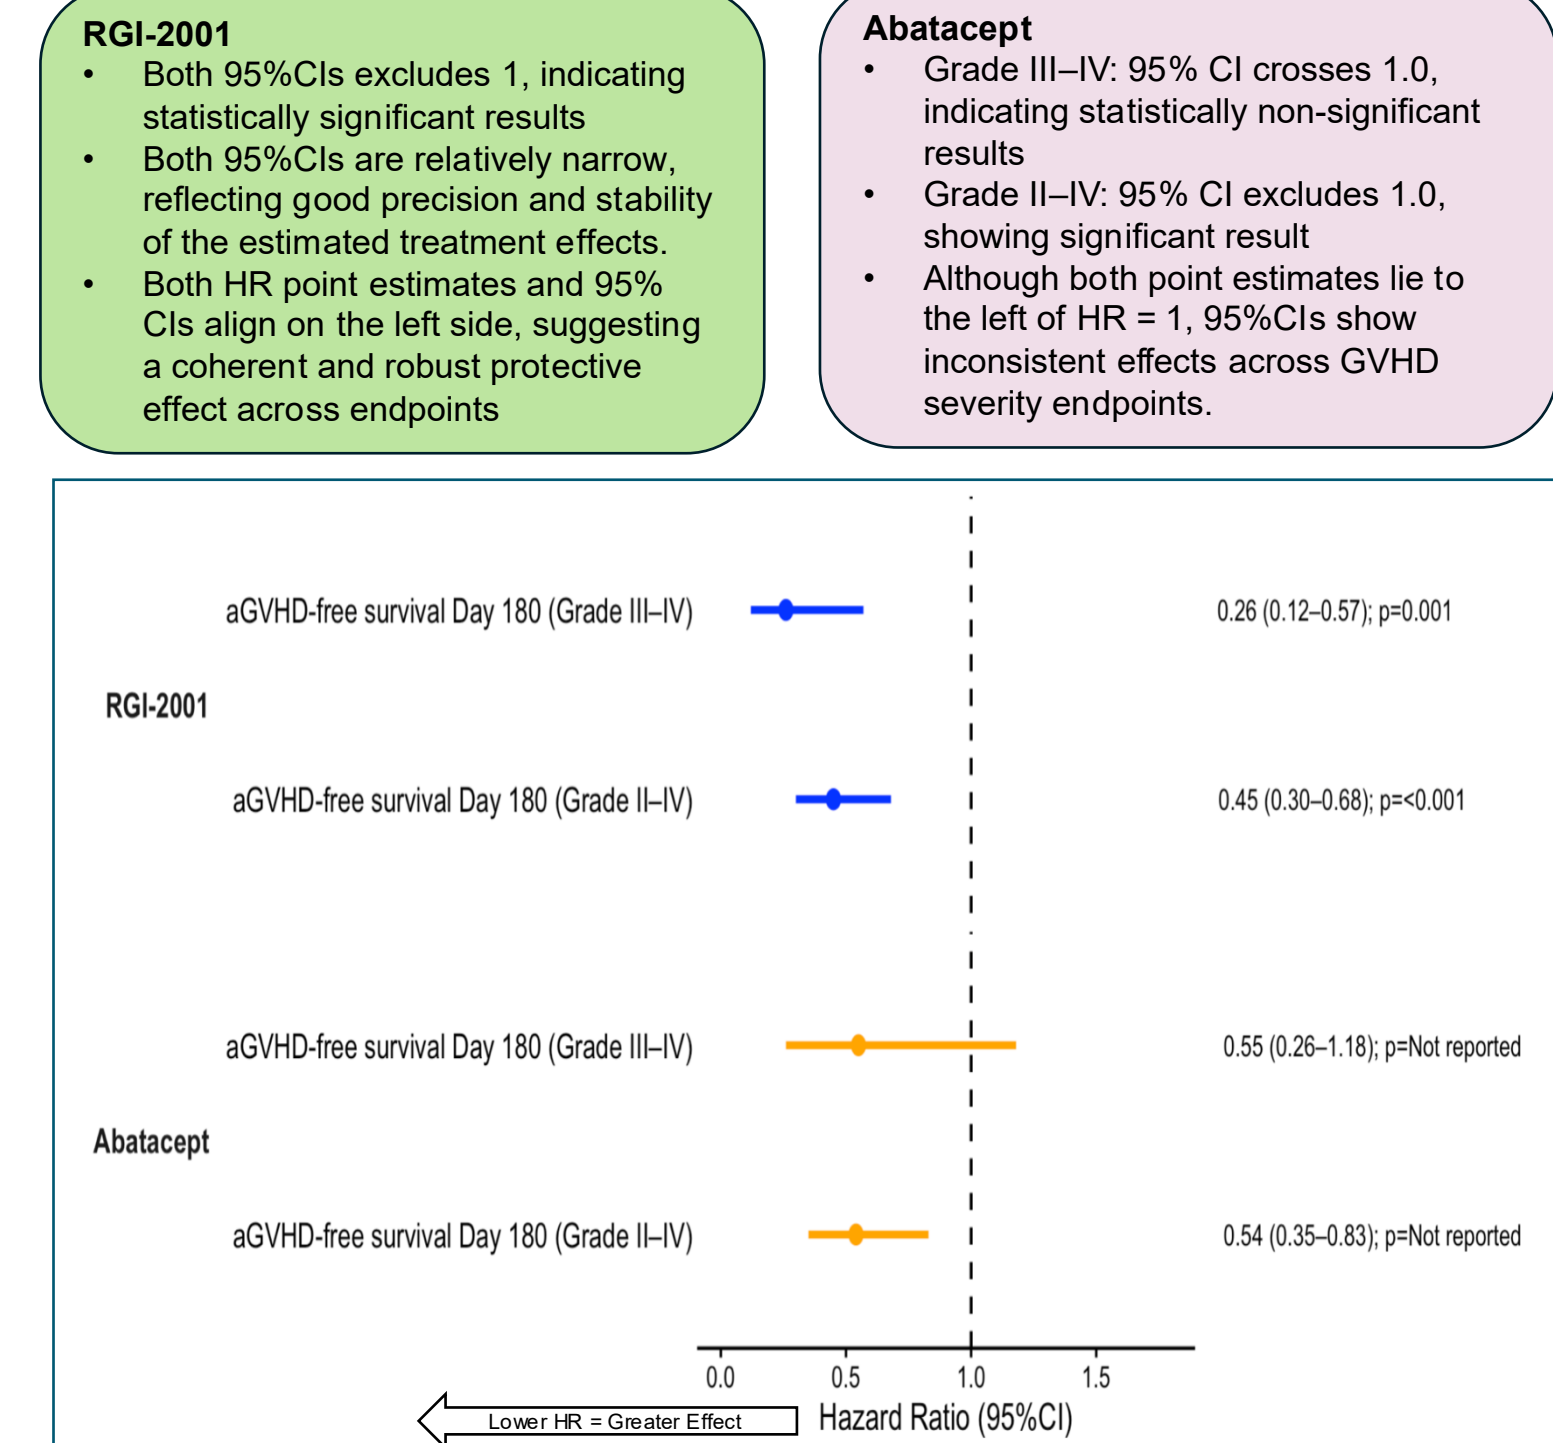 RGI-2001
• Both 95%CIs excludes 1, indicating
statistically significant results
• Both 95%CIs are relatively narrow,
reflecting good precision and stability
of the estimated treatment effects.
• Both HR point estimates and 95%
CIs align on the left side, suggesting
a coherent and robust protective
effect across endpoints
Abatacept
• Grade III–IV: 95% CI crosses 1.0,
indicating statistically non-significant
results
• Grade II–IV: 95% CI excludes 1.0,
showing significant result
• Although both point estimates lie to
the left of HR = 1, 95%CIs show
inconsistent effects across GVHD
severity endpoints.
aGVHD-free survival Day 180 (Grade III–IV) 0.26 (0.12–0.57); p=0.001
RGI-2001
aGVHD-free survival Day 180 (Grade II–IV) 0.45 (0.30–0.68); p=<0.001
aGVHD-free survival Day 180 (Grade III–IV) 0.55 (0.26–1.18); p=Not reported
Abatacept
aGVHD-free survival Day 180 (Grade II–IV) 0.54 (0.35–0.83); p=Not reported
0.0 0.5 1.0 1.5
Lower HR = Greater Effect Hazard Ratio (95%CI)